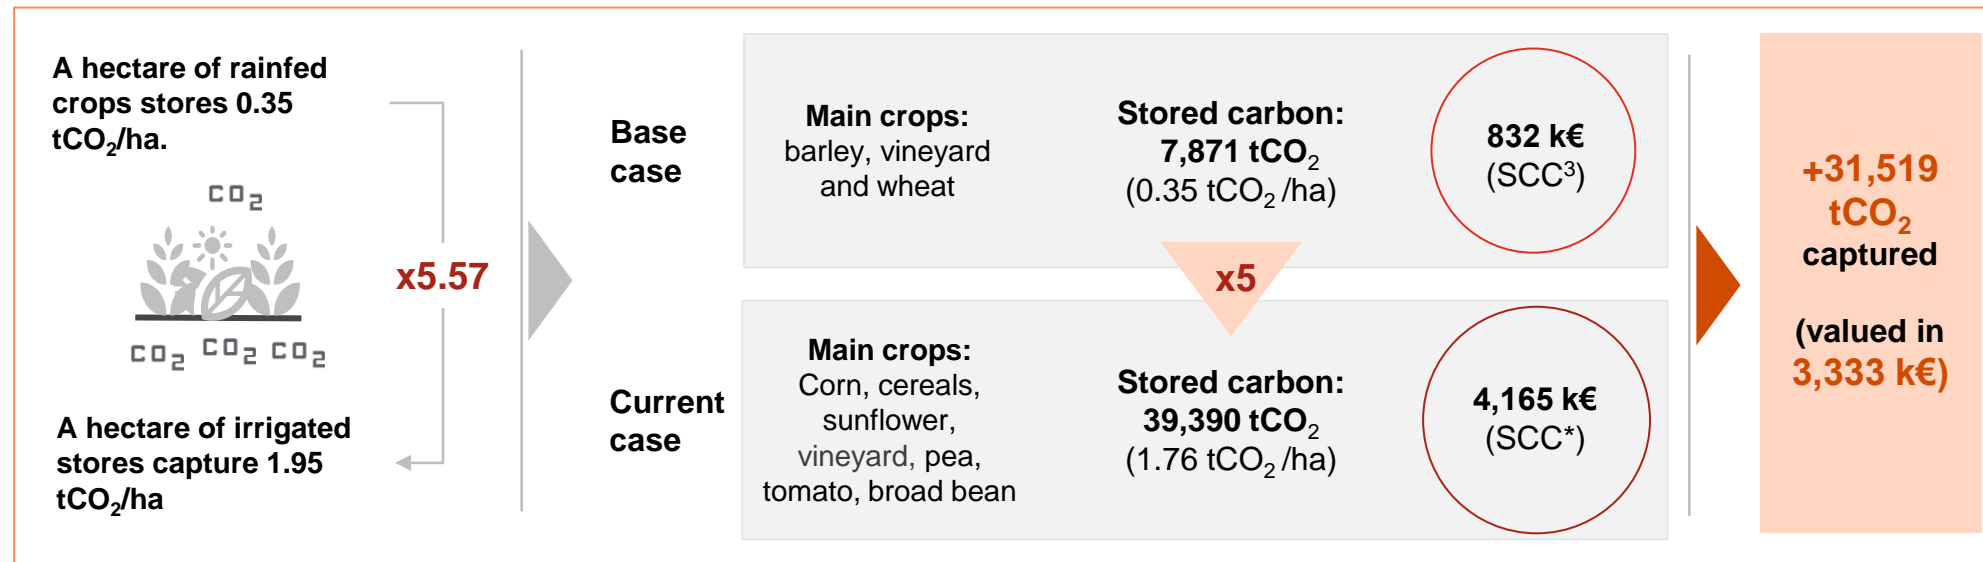 A hectare of rainfed
crops stores 0.35
tCO₂/ha.
CO₂
x5.57
CO₂ CO₂ CO₂
A hectare of irrigated
stores capture 1.95
tCO₂/ha
Base
case
Main crops:
barley, vineyard
and wheat
Stored carbon:
7,871 tCO₂
(0.35 tCO₂ /ha)
832 k€
(SCC³)
x5
Current
case
Main crops:
Corn, cereals,
sunflower,
vineyard, pea,
tomato, broad bean
Stored carbon:
39,390 tCO₂
(1.76 tCO₂ /ha)
4,165 k€
(SCC*)
+31,519
tCO₂
captured
(valued in
3,333 k€)